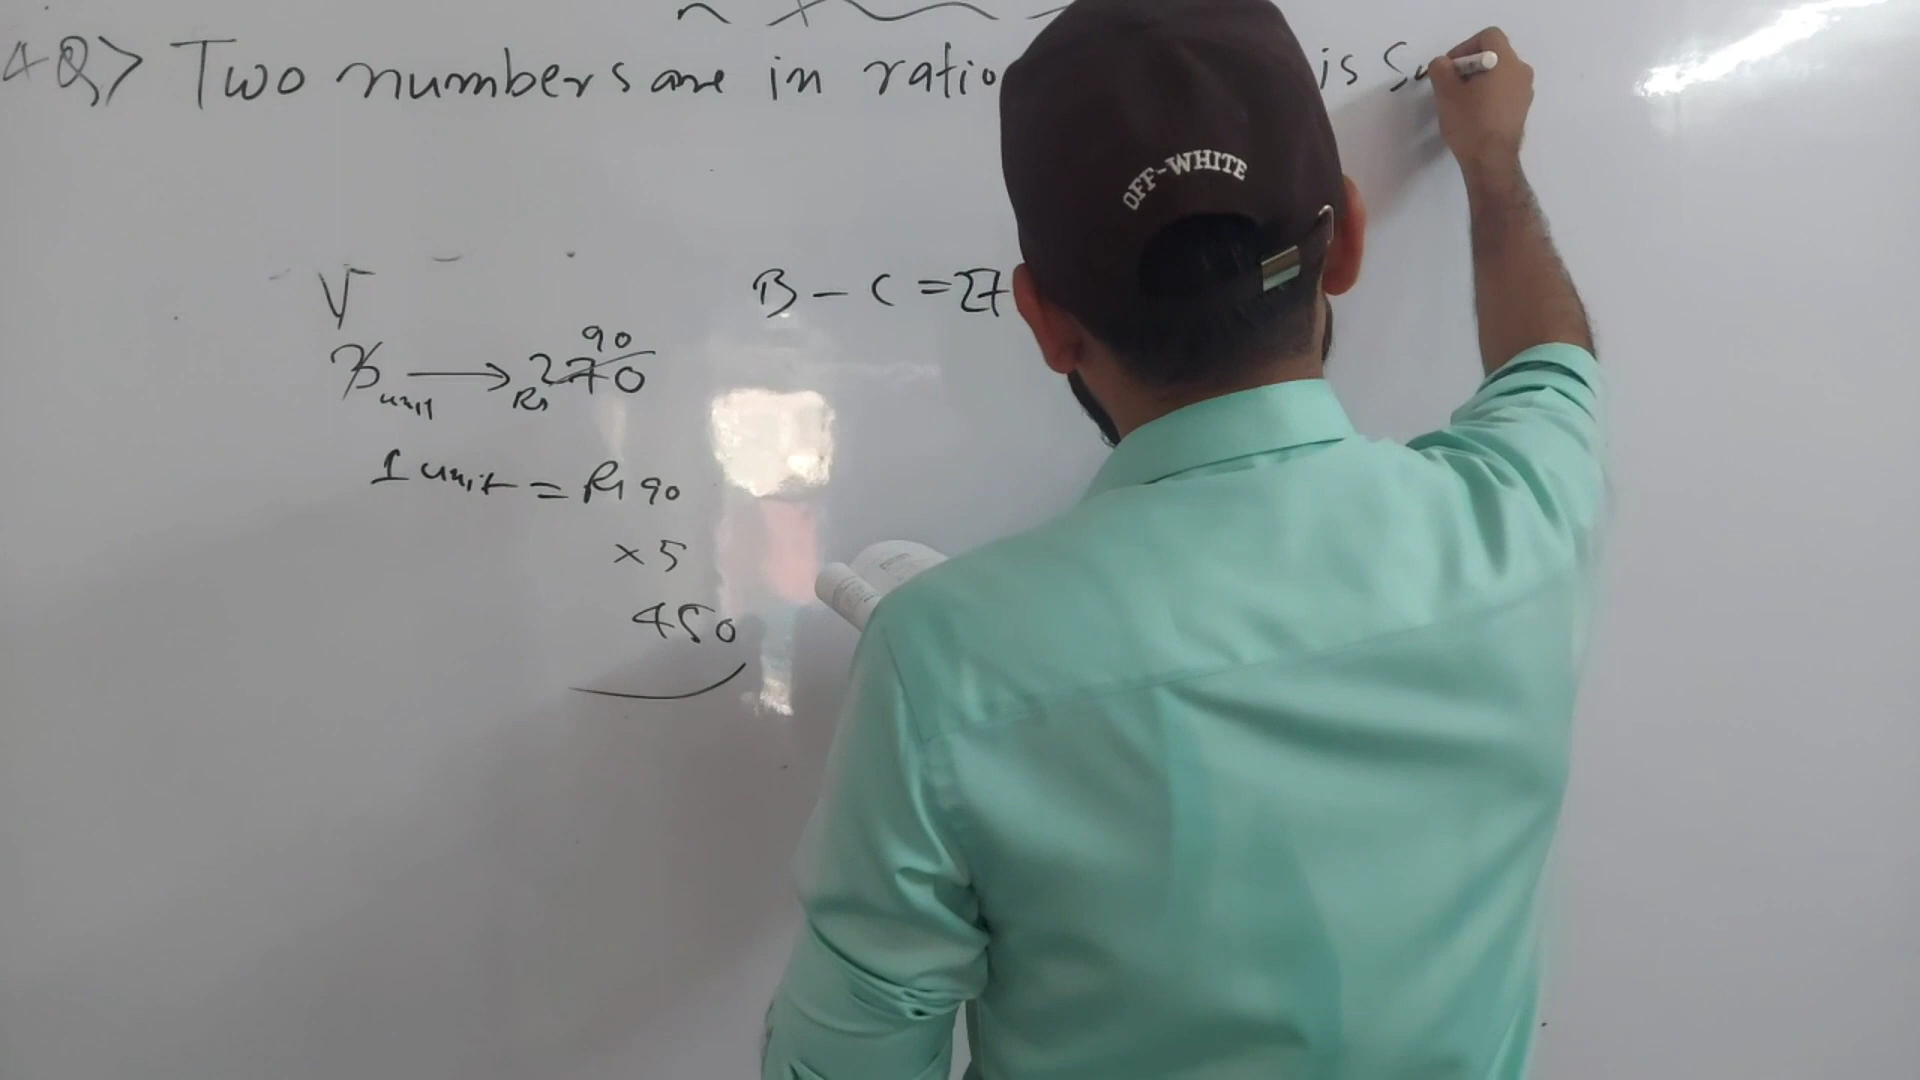 4Q> Two numbers are in ratio is
B - C = 27
90
3 unit → Rs 270
1 unit = Rs 90
× 5
450
OFF-WHITE